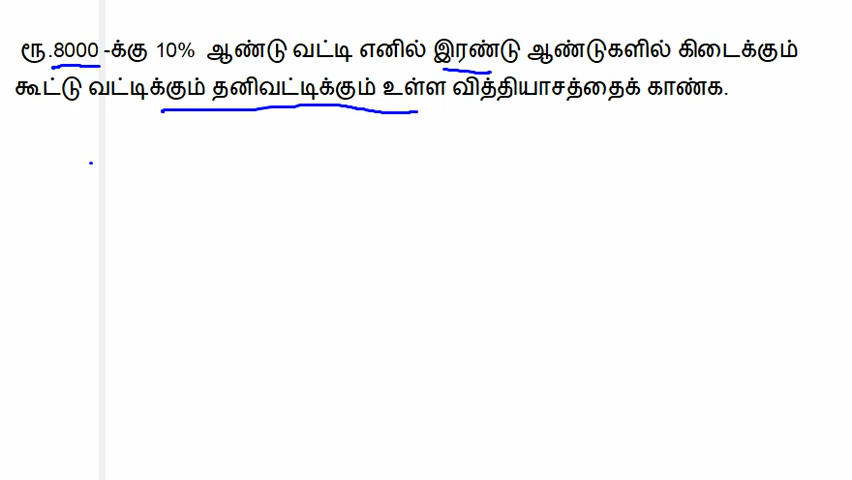 ரூ.8000 -க்கு 10% ஆண்டு வட்டி எனில் இரண்டு ஆண்டுகளில் கிடைக்கும்
கூட்டு வட்டிக்கும் தனிவட்டிக்கும் உள்ள வித்தியாசத்தைக் காண்க.